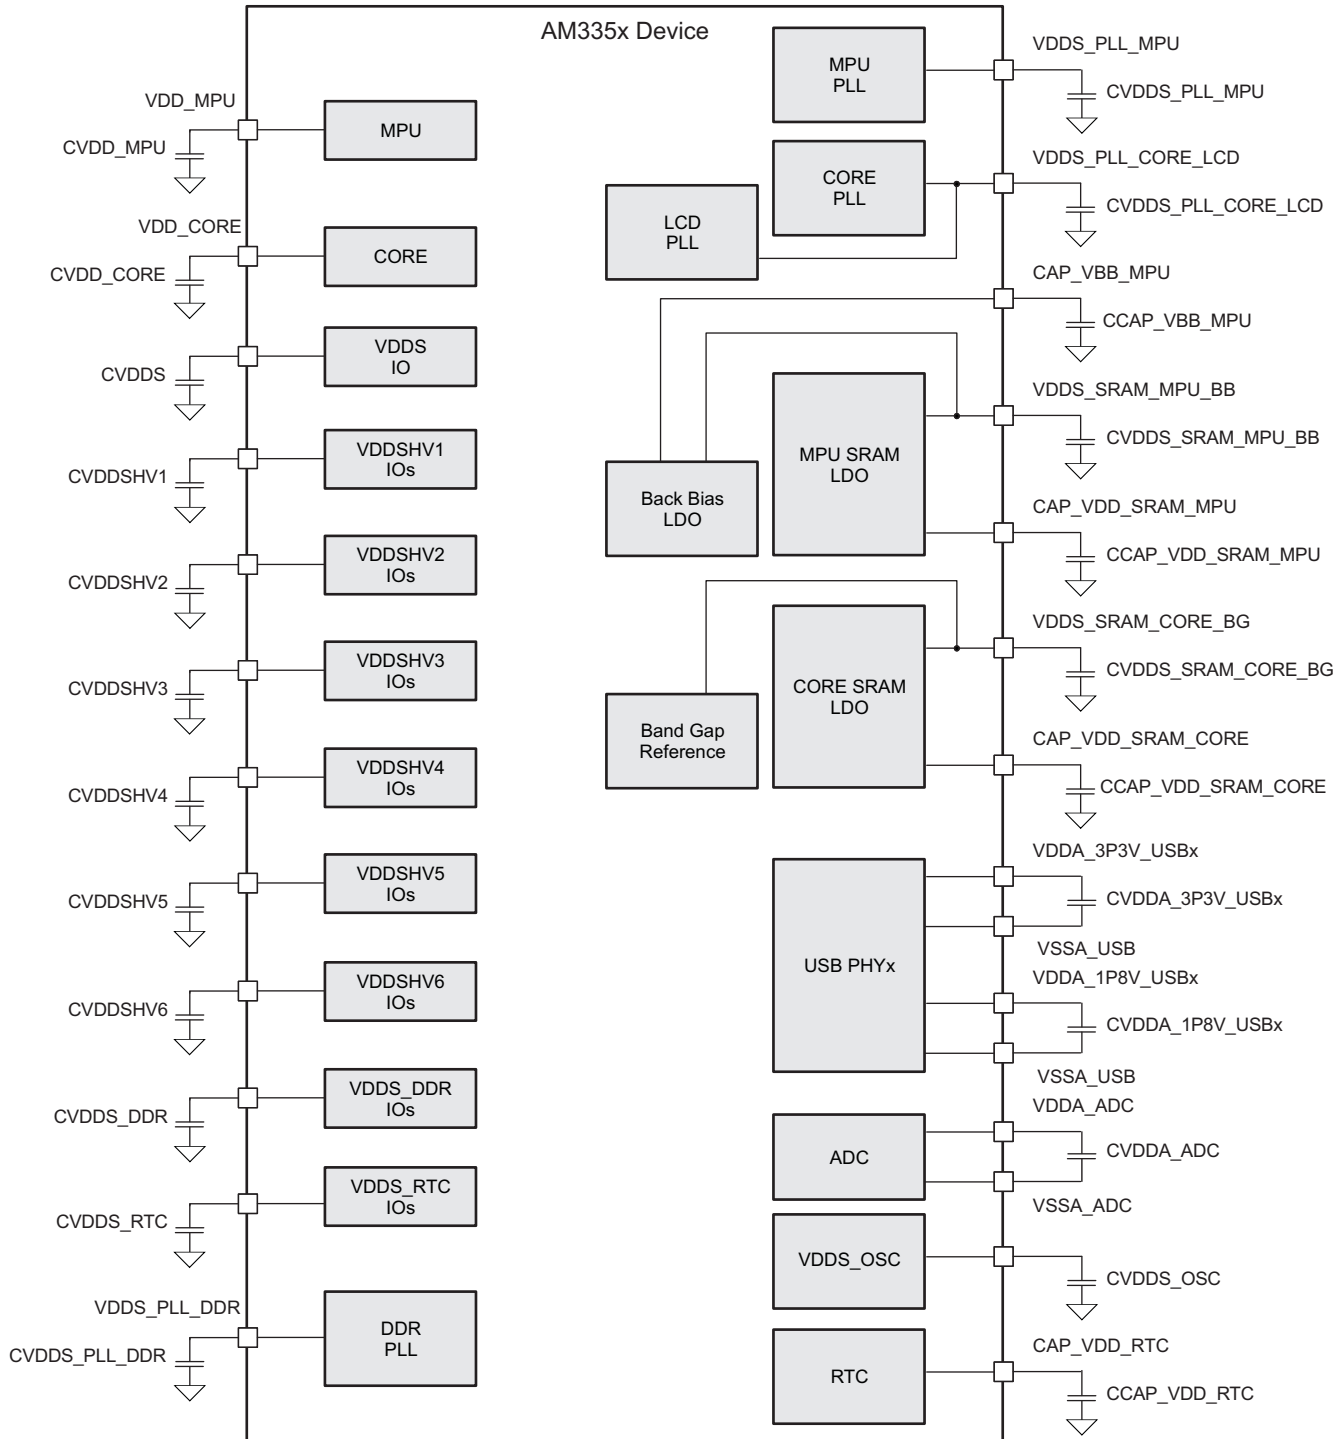 AM335x Device
VDD_MPU
CVDD_MPU
MPU
VDD_CORE
CVDD_CORE
CORE
CVDDS
VDDS
IO
CVDDSHV1
VDDSHV1
IOs
CVDDSHV2
VDDSHV2
IOs
CVDDSHV3
VDDSHV3
IOs
CVDDSHV4
VDDSHV4
IOs
CVDDSHV5
VDDSHV5
IOs
CVDDSHV6
VDDSHV6
IOs
CVDDS_DDR
VDDS_DDR
IOs
CVDDS_RTC
VDDS_RTC
IOs
VDDS_PLL_DDR
CVDDS_PLL_DDR
DDR
PLL
MPU
PLL
VDDS_PLL_MPU
CVDDS_PLL_MPU
CORE
PLL
LCD
PLL
VDDS_PLL_CORE_LCD
CVDDS_PLL_CORE_LCD
CAP_VBB_MPU
CCAP_VBB_MPU
Back Bias
LDO
MPU SRAM
LDO
VDDS_SRAM_MPU_BB
CVDDS_SRAM_MPU_BB
CAP_VDD_SRAM_MPU
CCAP_VDD_SRAM_MPU
Band Gap
Reference
CORE SRAM
LDO
VDDS_SRAM_CORE_BG
CVDDS_SRAM_CORE_BG
CAP_VDD_SRAM_CORE
CCAP_VDD_SRAM_CORE
USB PHYx
VDDA_3P3V_USBx
CVDDA_3P3V_USBx
VSSA_USB
VDDA_1P8V_USBx
CVDDA_1P8V_USBx
VSSA_USB
ADC
VDDA_ADC
CVDDA_ADC
VSSA_ADC
VDDS_OSC
CVDDS_OSC
RTC
CAP_VDD_RTC
CCAP_VDD_RTC